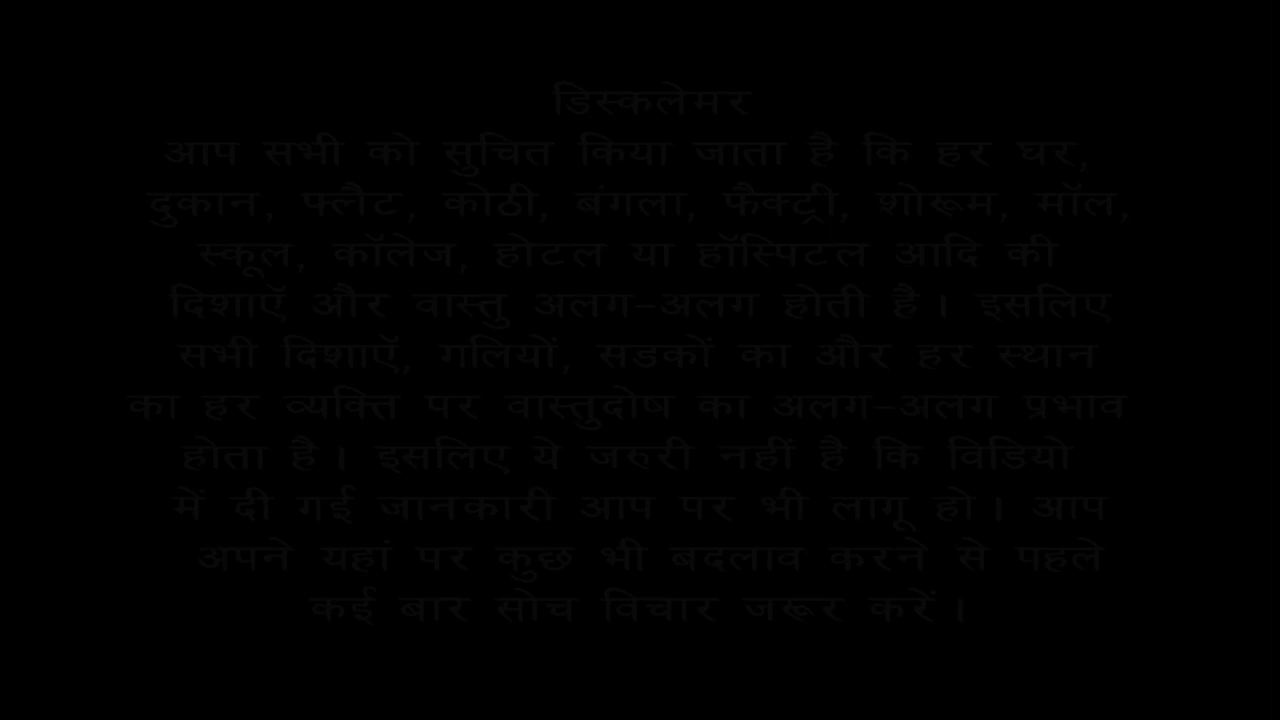 डिस्कलेमर
आप सभी को सुचित किया जाता है कि हर घर,
दुकान, फ्लैट, कोठी, बंगला, फैक्ट्री, शोरूम, मॉल,
स्कूल, कॉलेज, होटल या हॉस्पिटल आदि की
दिशाऍ और वास्तु अलग–अलग होती है। इसलिए
सभी दिशाऍ, गलियों, सडकों का और हर स्थान
का हर व्यक्ति पर वास्तुदोष का अलग–अलग प्रभाव
होता है। इसलिए ये जरुरी नहीं है कि विडियो
में दी गई जानकारी आप पर भी लागू हो। आप
अपने यहां पर कुछ भी बदलाव करने से पहले
कई बार सोच विचार जरूर करें।